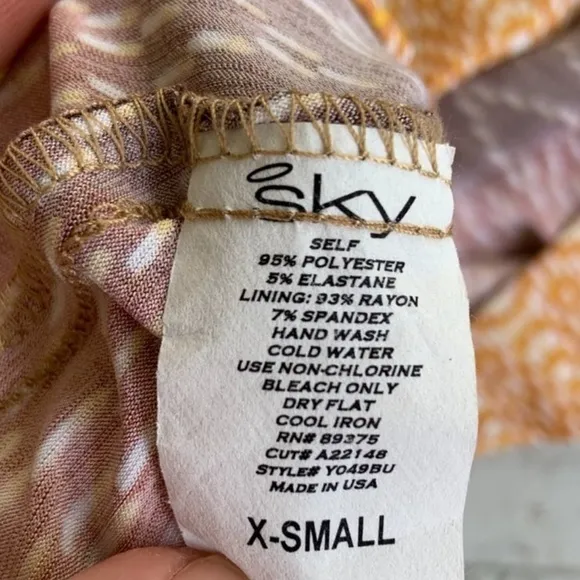 sky
SELF
95% POLYESTER
5% ELASTANE
LINING: 93% RAYON
7% SPANDEX
HAND WASH
COLD WATER
USE NON-CHLORINE
BLEACH ONLY
DRY FLAT
COOL IRON
RN# 89375
CUT# A22148
STYLE# Y049BU
MADE IN USA
X-SMALL